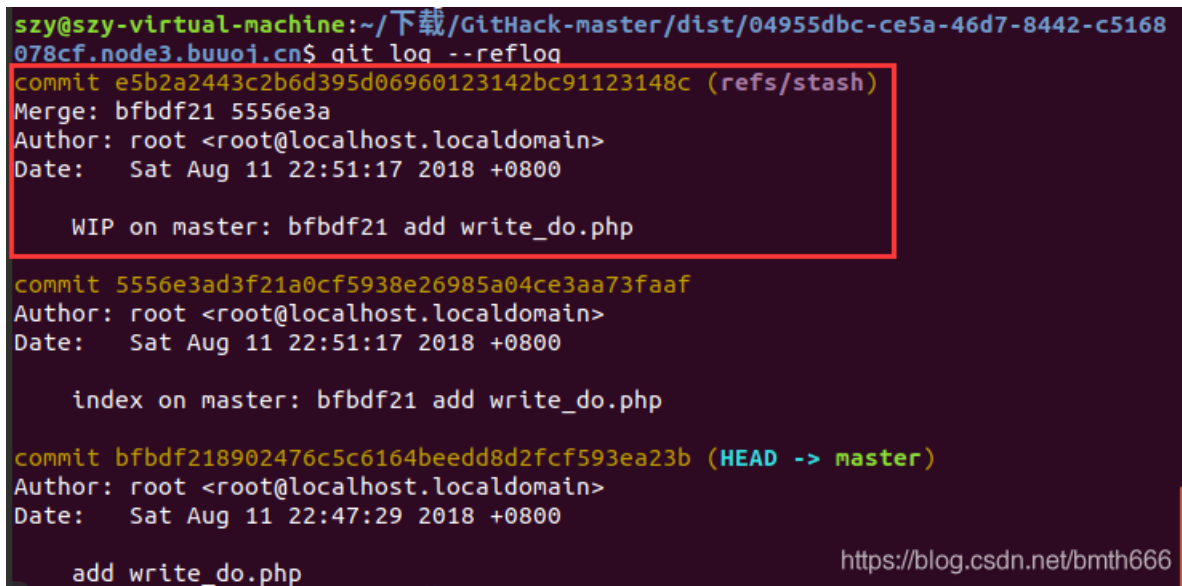 szy@szy-virtual-machine:~/下载/GitHack-master/dist/04955dbc-ce5a-46d7-8442-c5168
078cf.node3.buuoj.cn$ git log --reflog
commit e5b2a2443c2b6d395d06960123142bc91123148c (refs/stash)
Merge: bfbdf21 5556e3a
Author: root <root@localhost.localdomain>
Date:   Sat Aug 11 22:51:17 2018 +0800
    WIP on master: bfbdf21 add write_do.php
commit 5556e3ad3f21a0cf5938e26985a04ce3aa73faaf
Author: root <root@localhost.localdomain>
Date:   Sat Aug 11 22:51:17 2018 +0800
    index on master: bfbdf21 add write_do.php
commit bfbdf218902476c5c6164beedd8d2fcf593ea23b (HEAD -> master)
Author: root <root@localhost.localdomain>
Date:   Sat Aug 11 22:47:29 2018 +0800
    add write_do.php
https://blog.csdn.net/bmth666